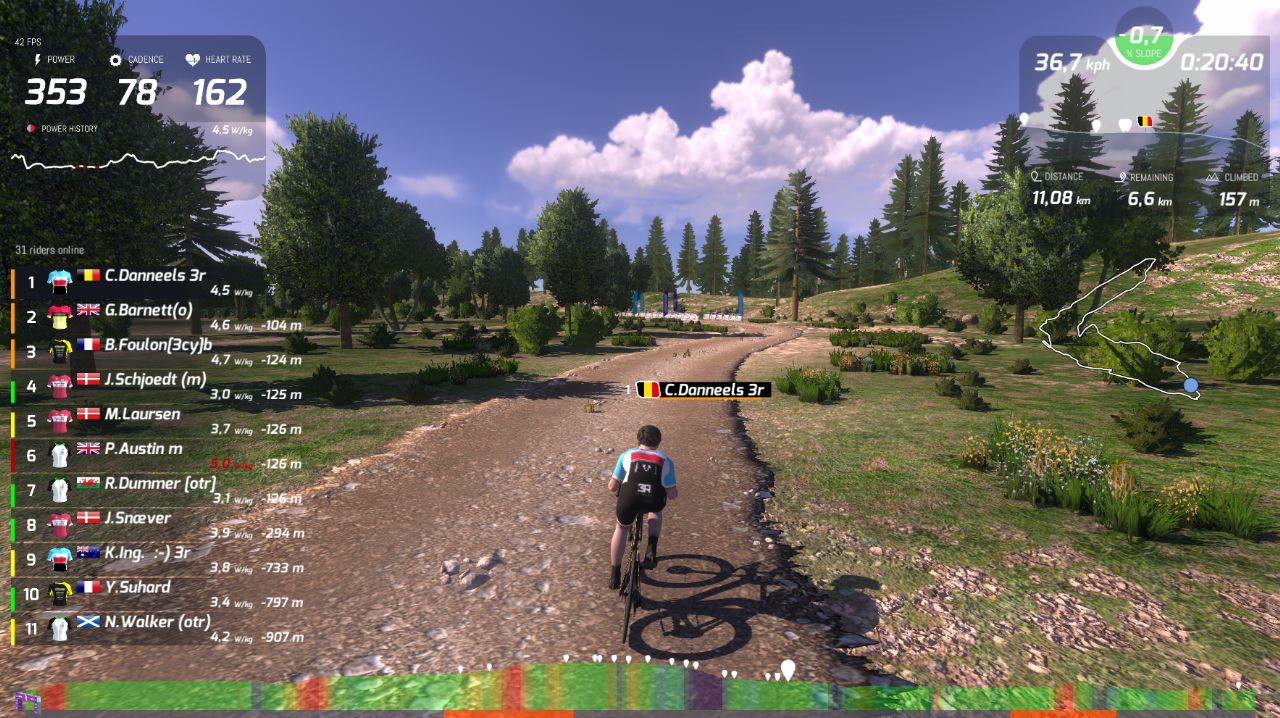 42 FPS
POWER CADENCE HEART RATE
353 78 162
POWER HISTORY 4,5 W/kg
-0,7
% SLOPE
36,7 kph 0:20:40
DISTANCE REMAINING CLIMBED
11,08 km 6,6 km 157 m
31 riders online
1 C.Danneels 3r
4,5 W/kg
2 G.Barnett(o)
4,6 W/kg -104 m
3 B.Foulon[3cy]b
4,7 W/kg -124 m
4 J.Schjoedt (m)
3,0 W/kg -125 m
5 M.Laursen
3,7 W/kg -126 m
6 P.Austin m
5,0 W/kg -126 m
7 R.Dummer [otr]
3,1 W/kg -126 m
8 J.Snœver
3,9 W/kg -294 m
9 K.Ing. :-) 3r
3,8 W/kg -733 m
10 Y.Suhard
3,4 W/kg -797 m
11 N.Walker (otr)
4,2 W/kg -907 m
1 C.Danneels 3r
3R